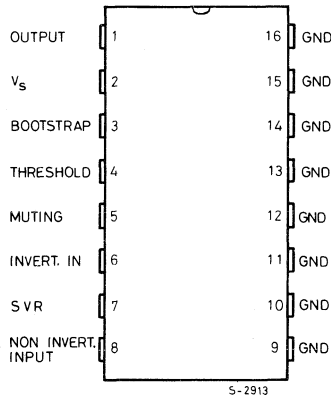 OUTPUT 1 16 GND
Vs 2 15 GND
BOOTSTRAP 3 14 GND
THRESHOLD 4 13 GND
MUTING 5 12 GND
INVERT. IN 6 11 GND
SVR 7 10 GND
NON INVERT. INPUT 8 9 GND
S-2913